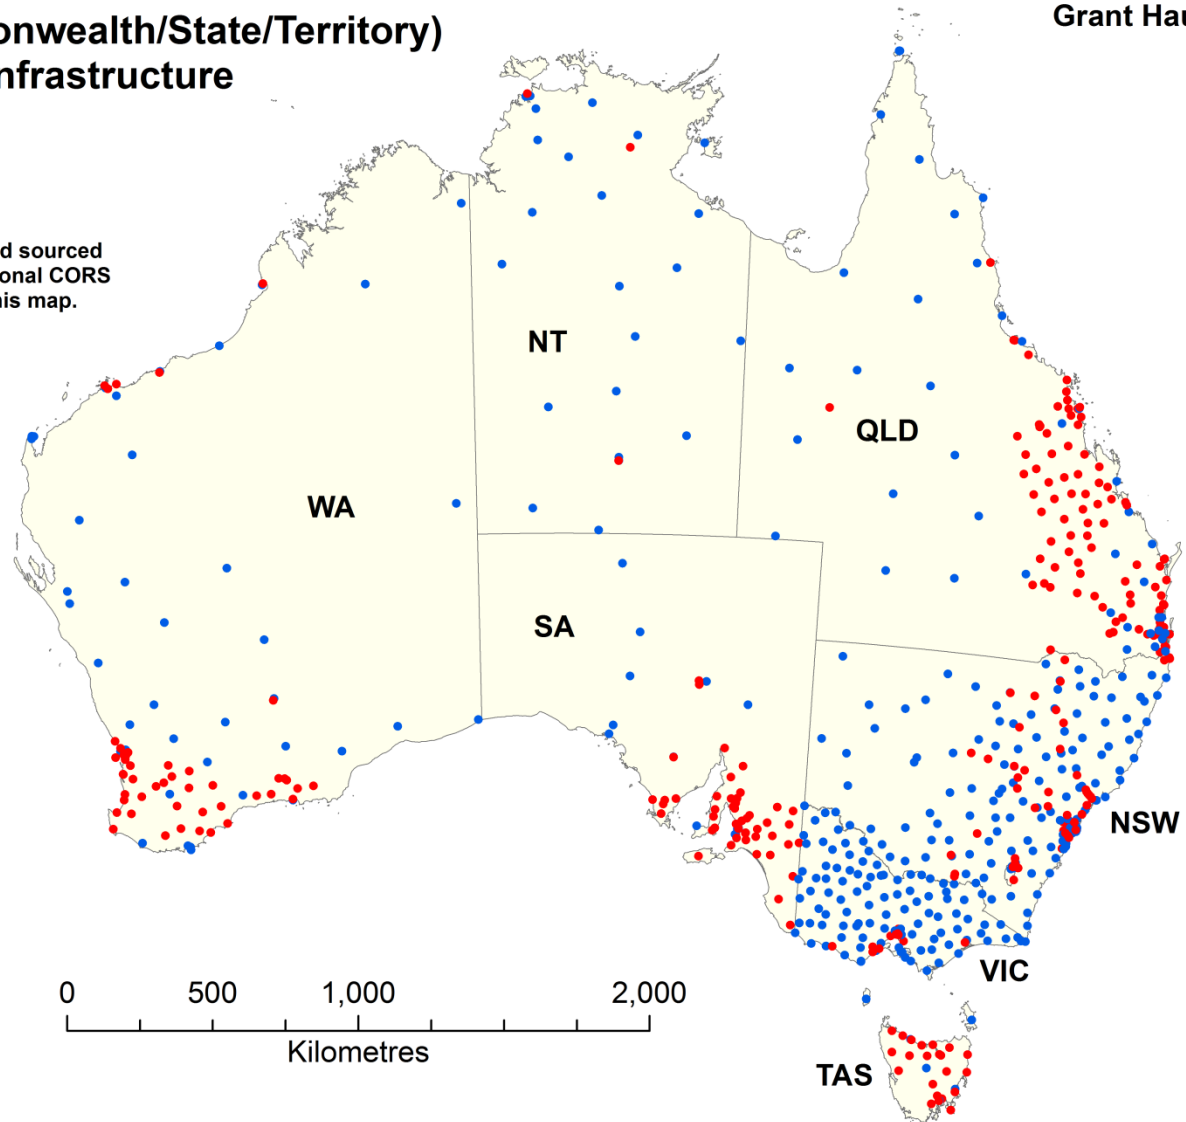 onwealth/State/Territory)
nfrastructure
Grant Hau
d sourced
onal CORS
nis map.
NT
QLD
WA
SA
NSW
VIC
TAS
0 500 1,000 2,000
Kilometres